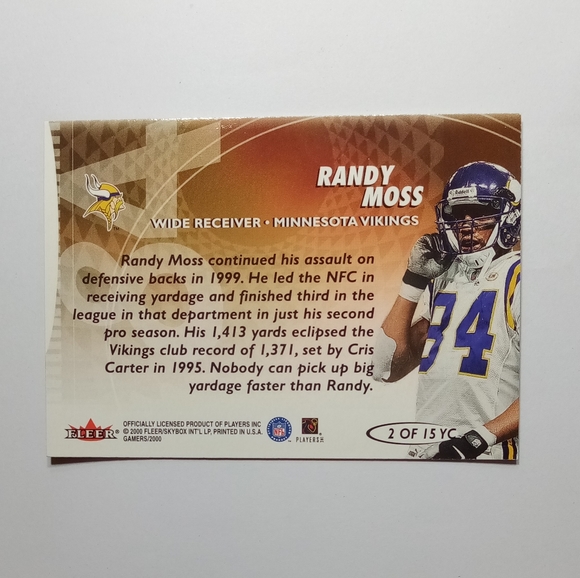 RANDY
MOSS
WIDE RECEIVER • MINNESOTA VIKINGS
Randy Moss continued his assault on
defensive backs in 1999. He led the NFC in
receiving yardage and finished third in the
league in that department in just his second
pro season. His 1,413 yards eclipsed the
Vikings club record of 1,371, set by Cris
Carter in 1995. Nobody can pick up big
yardage faster than Randy.
Riddell
84
84
FLEER
OFFICIALLY LICENSED PRODUCT OF PLAYERS INC
© 2000 FLEER/SKYBOX INT'L LP, PRINTED IN U.S.A.
GAMERS/2000
NFL
PLAYERS
2 OF 15 YC